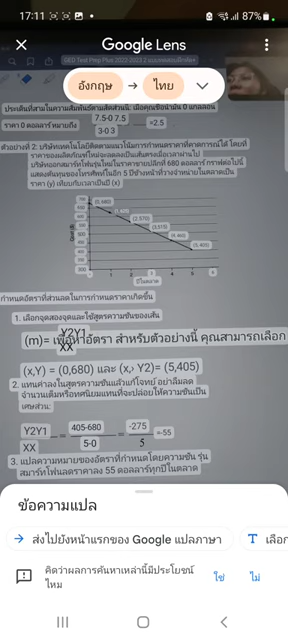 17:11
87%
Google Lens
GED Test Prep Plus 2022-2023 2
อังกฤษ → ไทย
ประเด็นที่สามในความสัมพันธ์ตามสัดส่วนนี้: เมื่อคุณเชื่อน้ำมัน 0 แกลลอน
ราคา 0 ดอลลาร์ หมายถึง
7.5-0 7.5
3-0 3
=2.5
ตัวอย่างที่ 2: บริษัทเทคโนโลยีติดตามแนวโน้มการกำหนดราคาที่คาดการณ์ได้ โดยที่
ราคาของผลิตภัณฑ์ใหม่จะลดลงเป็นเส้นตรงเมื่อเวลาผ่านไป
บริษัทออกสมาร์ทโฟนรุ่นใหม่ในราคาขายปลีกที่ 680 ดอลลาร์ กราฟต่อไปนี้
แสดงต้นทุนของโทรศัพท์ในอีก 5 ปีข้างหน้าที่วางจำหน่ายในตลาดเป็น
ราคา (y) เทียบกับเวลาเป็นปี (x)
(0,680)
(1,625)
(2,570)
(3,515)
(4,460)
(5,405)
ปีในตลาด
กำหนดอัตราที่ส่วนลดในการกำหนดราคาเกิดขึ้น
1. เลือกจุดสองจุดและใช้สูตรความชันของเส้น
Y2Y1
(m)= เพื่อหาอัตรา สำหรับตัวอย่างนี้ คุณสามารถเลือก
XX
(x,Y) = (0,680) และ (x, Y2)= (5,405)
2. แทนค่าลงในสูตรความชันแล้วแก้โจทย์ อย่าลืมลด
จำนวนเต็มหรือทศนิยมแทนที่จะปล่อยให้ความชันเป็น
เศษส่วน:
Y2Y1 405-680 -275
= = =-55
XX 5-0 5
3. แปลความหมายของอัตราที่กำหนดโดยความชัน รุ่น
สมาร์ทโฟนลดราคาลง 55 ดอลลาร์ทุกปีในตลาด
ข้อความแปล
→ ส่งไปยังหน้าแรกของ Google แปลภาษา
คิดว่าผลการค้นหาเหล่านี้มีประโยชน์
ไหม
ใช่
ไม่